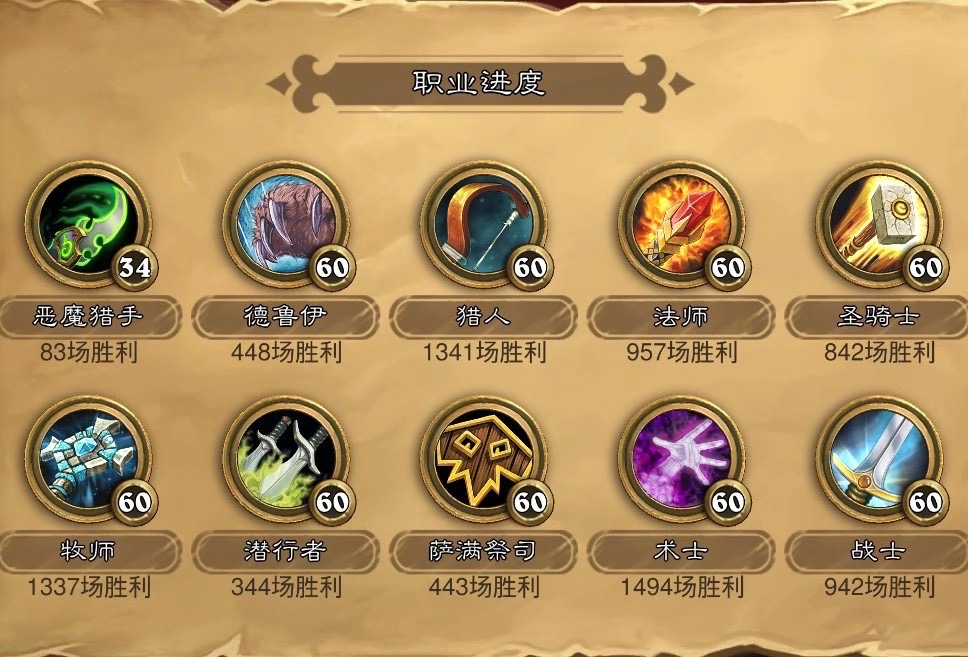 职业进度
34 60 60 60 60
恶魔猎手 德鲁伊 猎人 法师 圣骑士
83场胜利 448场胜利 1341场胜利 957场胜利 842场胜利
60 60 60 60 60
牧师 潜行者 萨满祭司 术士 战士
1337场胜利 344场胜利 443场胜利 1494场胜利 942场胜利